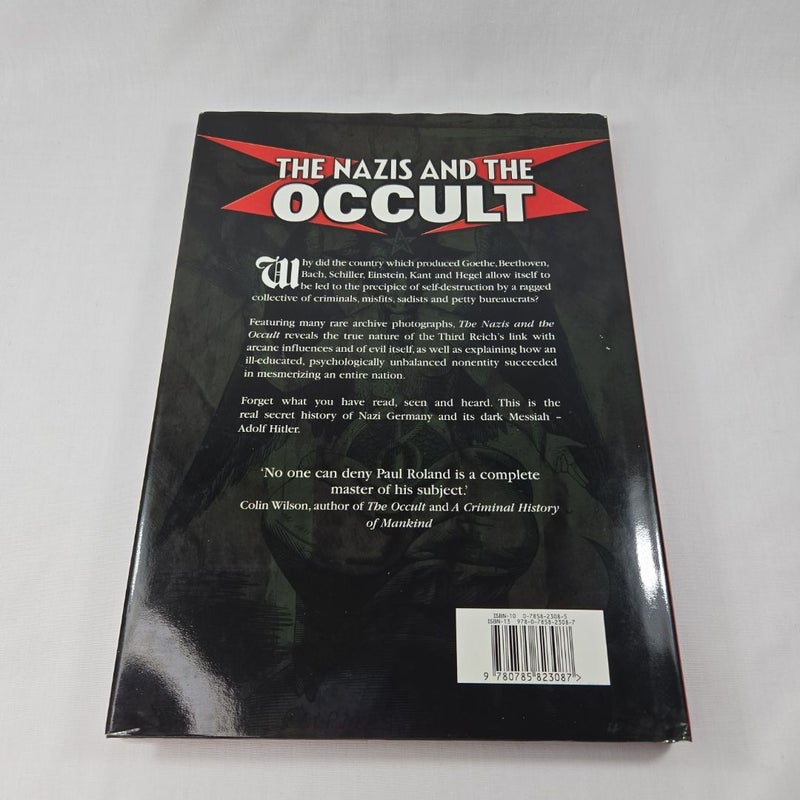 THE NAZIS AND THE
OCCULT
Why did the country which produced Goethe, Beethoven,
Bach, Schiller, Einstein, Kant and Hegel allow itself to
be led to the precipice of self-destruction by a ragged
collective of criminals, misfits, sadists and petty bureaucrats?
Featuring many rare archive photographs, The Nazis and the
Occult reveals the true nature of the Third Reich's link with
arcane influences and of evil itself, as well as explaining how an
ill-educated, psychologically unbalanced nonentity succeeded
in mesmerizing an entire nation.
Forget what you have read, seen and heard. This is the
real secret history of Nazi Germany and its dark Messiah –
Adolf Hitler.
'No one can deny Paul Roland is a complete
master of his subject.'
Colin Wilson, author of The Occult and A Criminal History
of Mankind
ISBN-10 0-7858-2308-5
ISBN-13 978-0-7858-2308-7
9 780785 823087 >